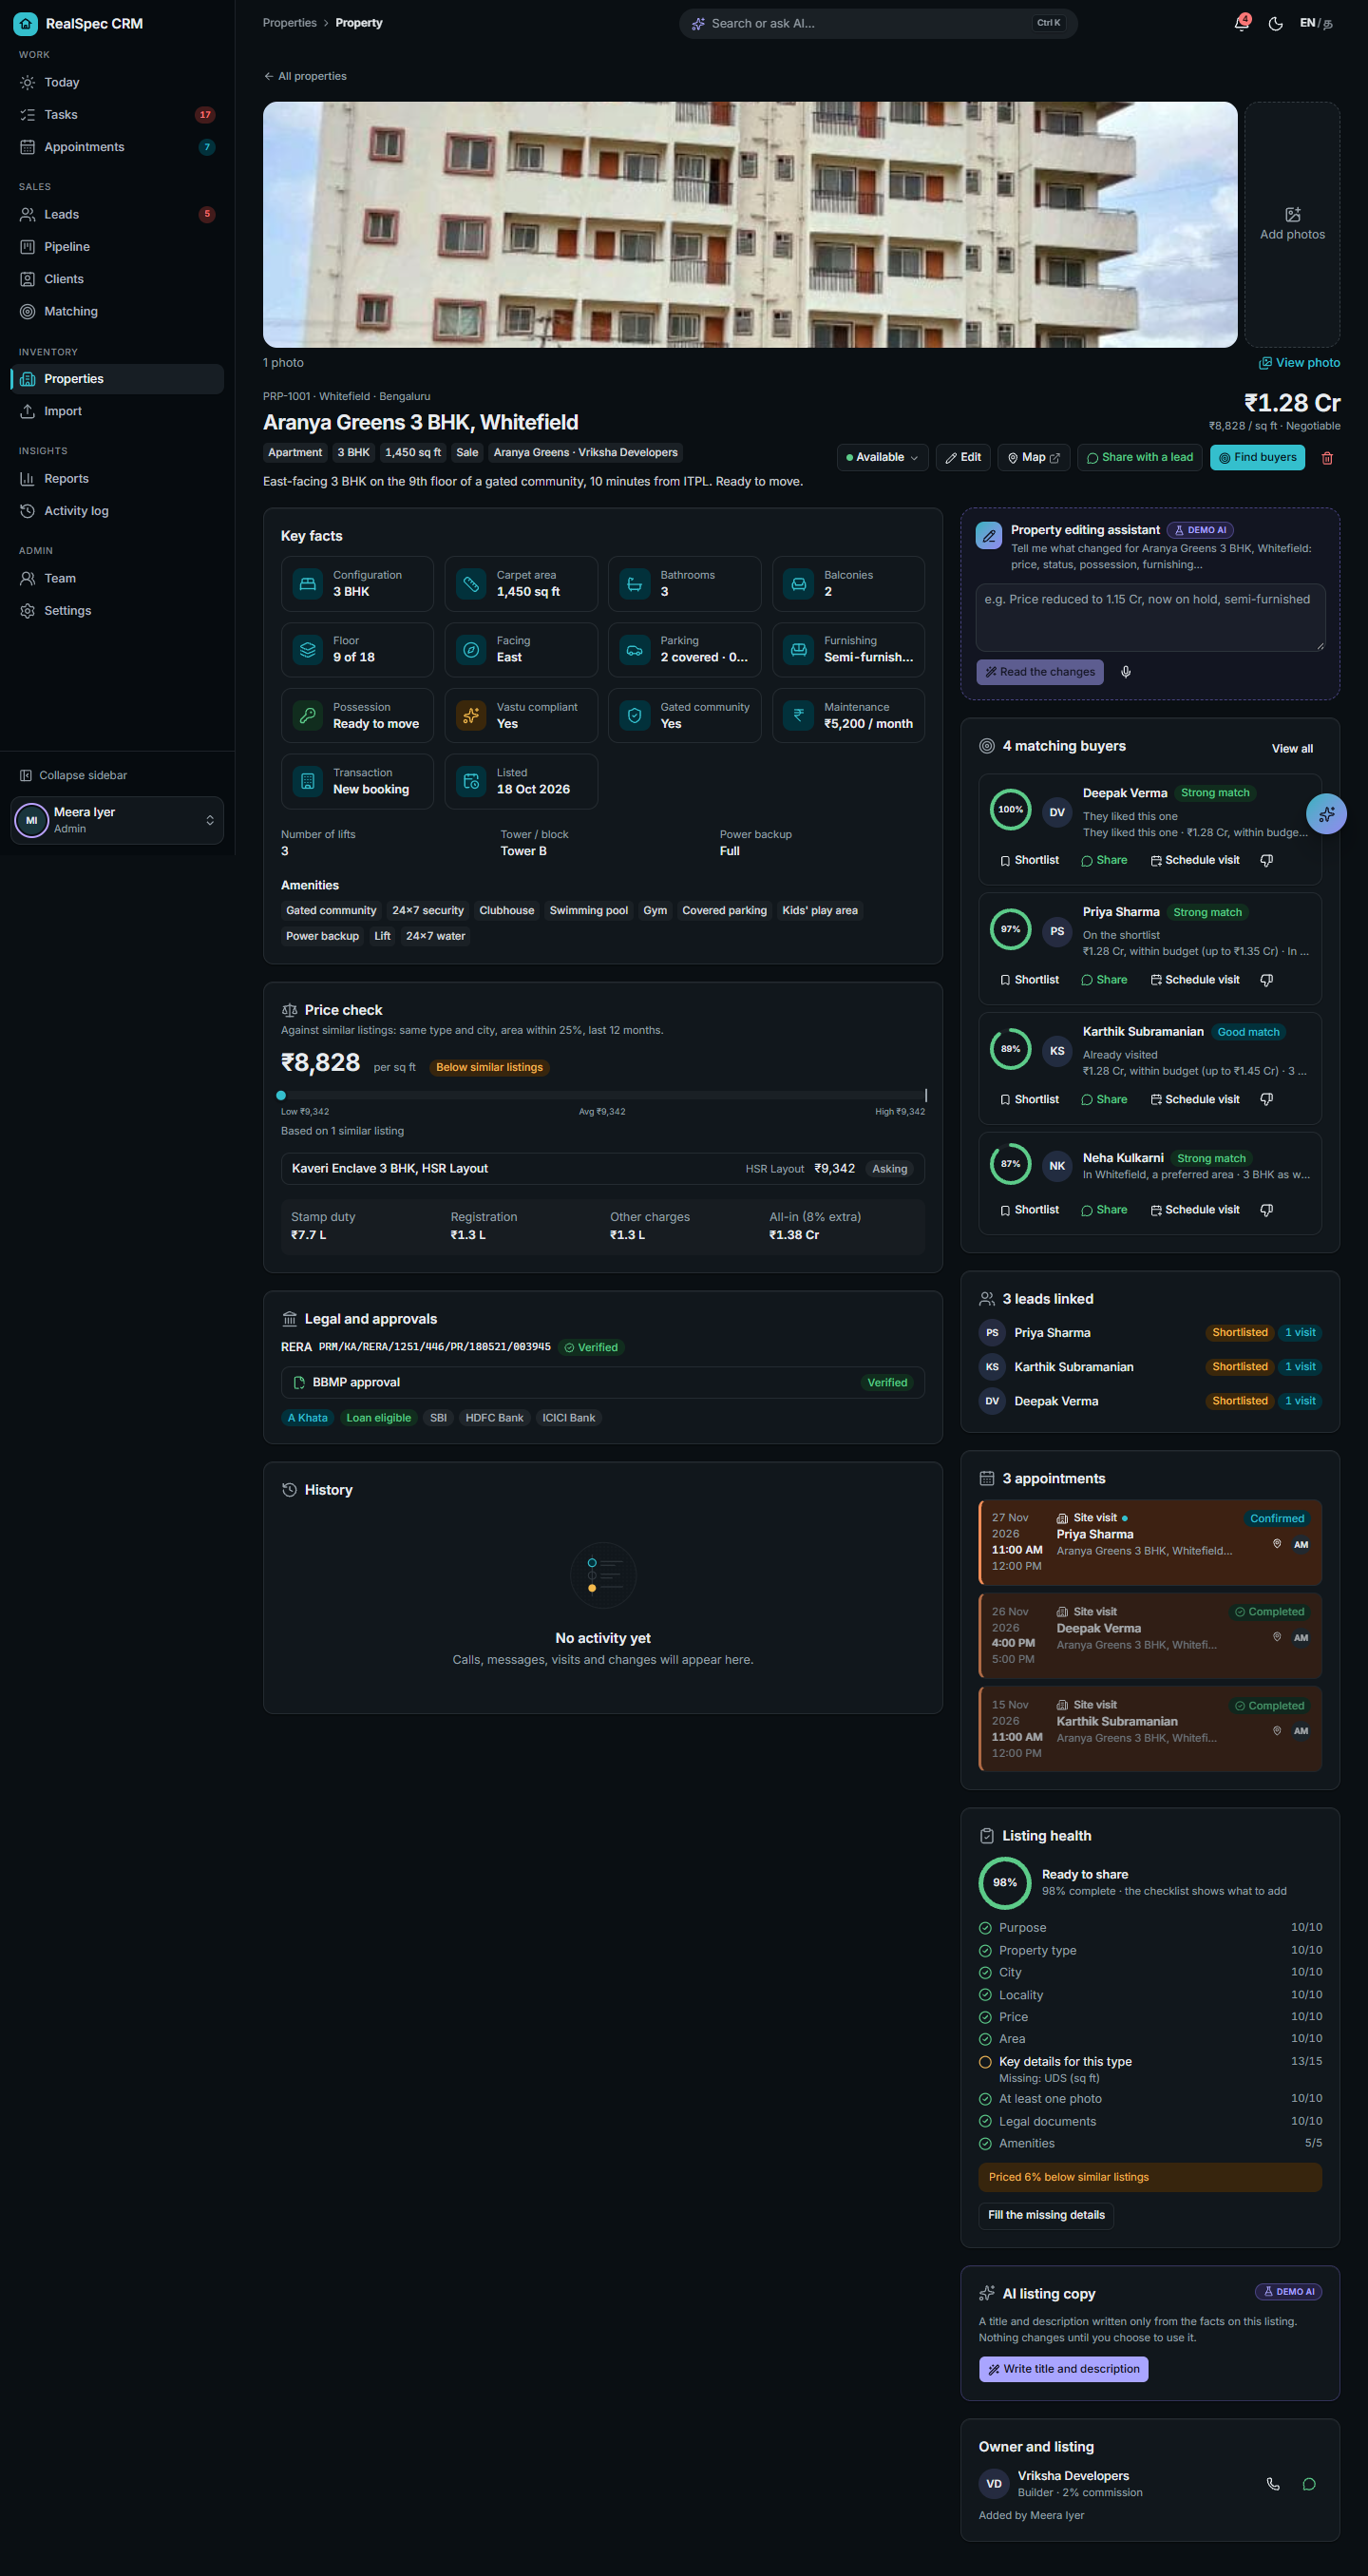 RealSpec CRM
WORK
Today
Tasks
17
Appointments
7
SALES
Leads
5
Pipeline
Clients
Matching
INVENTORY
Properties
Import
INSIGHTS
Reports
Activity log
ADMIN
Team
Settings
Collapse sidebar
MI
Meera Iyer
Admin
Properties > Property
Search or ask AI...
Ctrl K
4
EN / த
← All properties
Add photos
1 photo
View photo
PRP-1001 · Whitefield · Bengaluru
Aranya Greens 3 BHK, Whitefield
₹1.28 Cr
₹8,828 / sq ft · Negotiable
Apartment
3 BHK
1,450 sq ft
Sale
Aranya Greens · Vriksha Developers
Available
Edit
Map
Share with a lead
Find buyers
East-facing 3 BHK on the 9th floor of a gated community, 10 minutes from ITPL. Ready to move.
Key facts
Configuration
3 BHK
Carpet area
1,450 sq ft
Bathrooms
3
Balconies
2
Floor
9 of 18
Facing
East
Parking
2 covered · 0...
Furnishing
Semi-furnish...
Possession
Ready to move
Vastu compliant
Yes
Gated community
Yes
Maintenance
₹5,200 / month
Transaction
New booking
Listed
18 Oct 2026
Number of lifts
3
Tower / block
Tower B
Power backup
Full
Amenities
Gated community
24×7 security
Clubhouse
Swimming pool
Gym
Covered parking
Kids' play area
Power backup
Lift
24×7 water
Price check
Against similar listings: same type and city, area within 25%, last 12 months.
₹8,828 per sq ft
Below similar listings
Low ₹9,342
Avg ₹9,342
High ₹9,342
Based on 1 similar listing
Kaveri Enclave 3 BHK, HSR Layout
HSR Layout ₹9,342 Asking
Stamp duty
₹7.7 L
Registration
₹1.3 L
Other charges
₹1.3 L
All-in (8% extra)
₹1.38 Cr
Legal and approvals
RERA PRM/KA/RERA/1251/446/PR/180521/003945 Verified
BBMP approval
Verified
A Khata
Loan eligible
SBI
HDFC Bank
ICICI Bank
History
No activity yet
Calls, messages, visits and changes will appear here.
Property editing assistant
DEMO AI
Tell me what changed for Aranya Greens 3 BHK, Whitefield:
price, status, possession, furnishing...
e.g. Price reduced to 1.15 Cr, now on hold, semi-furnished
Read the changes
4 matching buyers
View all
100%
DV
Deepak Verma
Strong match
They liked this one
They liked this one · ₹1.28 Cr, within budge...
Shortlist
Share
Schedule visit
97%
PS
Priya Sharma
Strong match
On the shortlist
₹1.28 Cr, within budget (up to ₹1.35 Cr) · In ...
Shortlist
Share
Schedule visit
89%
KS
Karthik Subramanian
Good match
Already visited
₹1.28 Cr, within budget (up to ₹1.45 Cr) · 3 ...
Shortlist
Share
Schedule visit
87%
NK
Neha Kulkarni
Strong match
In Whitefield, a preferred area · 3 BHK as w...
Shortlist
Share
Schedule visit
3 leads linked
PS
Priya Sharma
Shortlisted
1 visit
KS
Karthik Subramanian
Shortlisted
1 visit
DV
Deepak Verma
Shortlisted
1 visit
3 appointments
27 Nov
2026
11:00 AM
12:00 PM
Site visit
Priya Sharma
Aranya Greens 3 BHK, Whitefield...
Confirmed
AM
26 Nov
2026
4:00 PM
5:00 PM
Site visit
Deepak Verma
Aranya Greens 3 BHK, Whitefi...
Completed
AM
15 Nov
2026
11:00 AM
12:00 PM
Site visit
Karthik Subramanian
Aranya Greens 3 BHK, Whitefi...
Completed
AM
Listing health
98%
Ready to share
98% complete · the checklist shows what to add
Purpose 10/10
Property type 10/10
City 10/10
Locality 10/10
Price 10/10
Area 10/10
Key details for this type 13/15
Missing: UDS (sq ft)
At least one photo 10/10
Legal documents 10/10
Amenities 5/5
Priced 6% below similar listings
Fill the missing details
AI listing copy
DEMO AI
A title and description written only from the facts on this listing.
Nothing changes until you choose to use it.
Write title and description
Owner and listing
VD
Vriksha Developers
Builder · 2% commission
Added by Meera Iyer